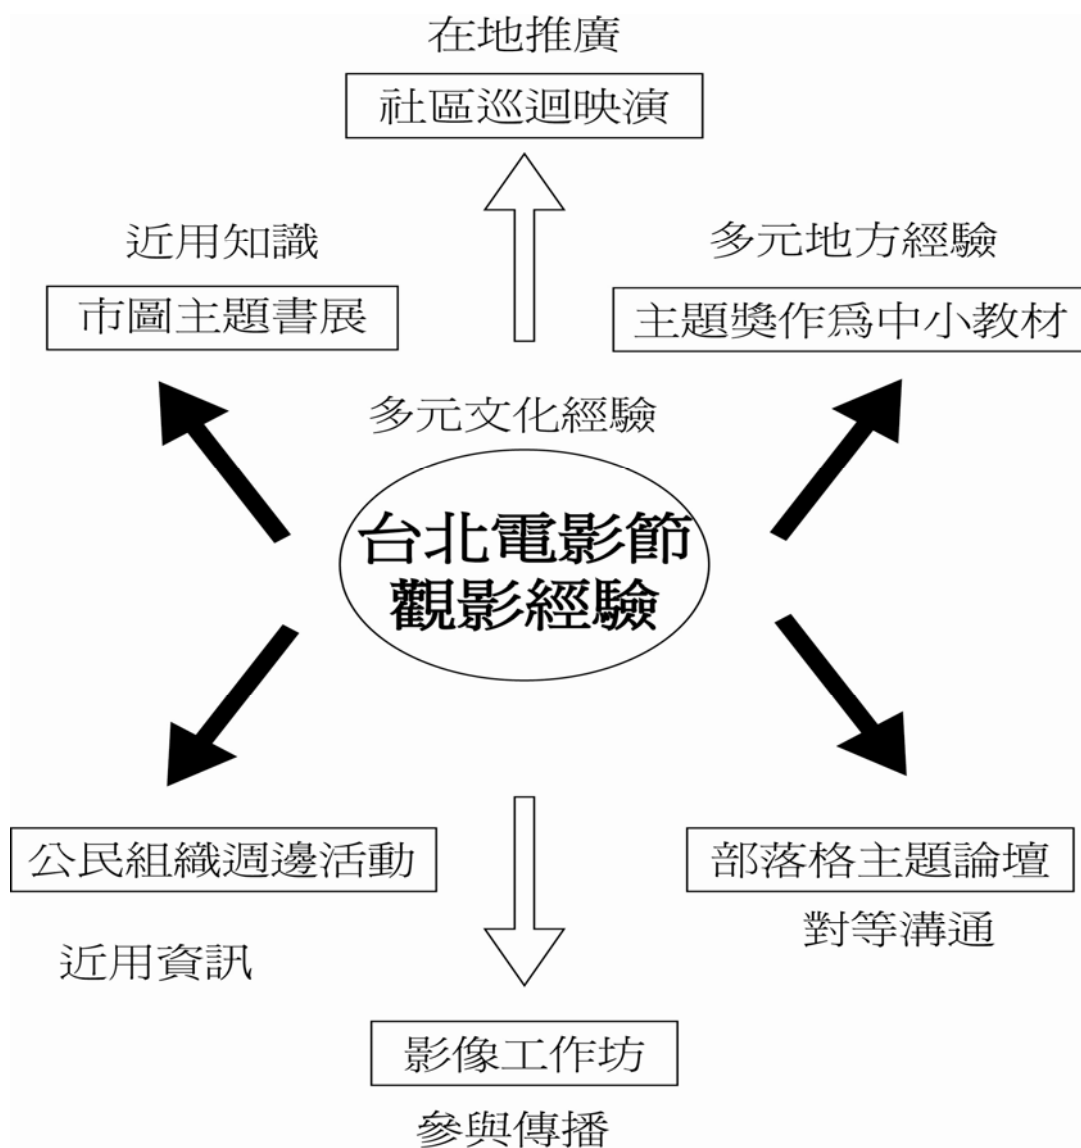 在地推廣
社區巡迴映演
近用知識
多元地方經驗
市圖主題書展
主題獎作爲中小教材
多元文化經驗
台北電影節
觀影經驗
公民組織週邊活動
部落格主題論壇
近用資訊
對等溝通
影像工作坊
參與傳播